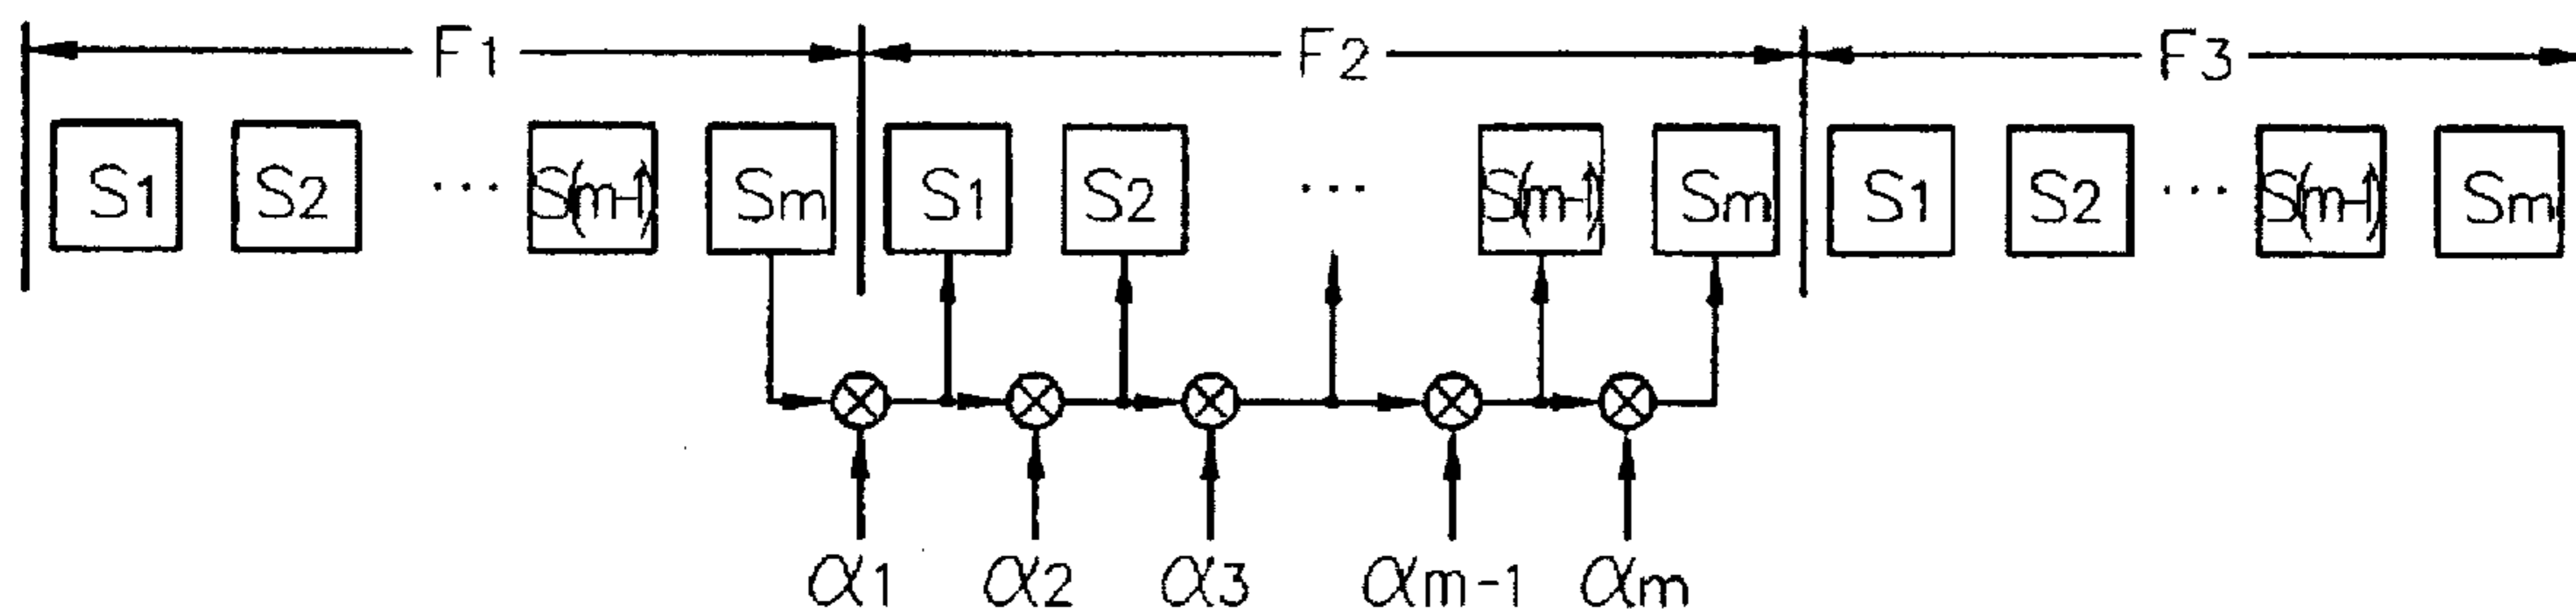 F1 F2 F3
S1 S2 ... S(m-1) Sm S1 S2 ... S(m-1) Sm S1 S2 ... S(m-1) Sm
α1 α2 α3 αm-1 αm